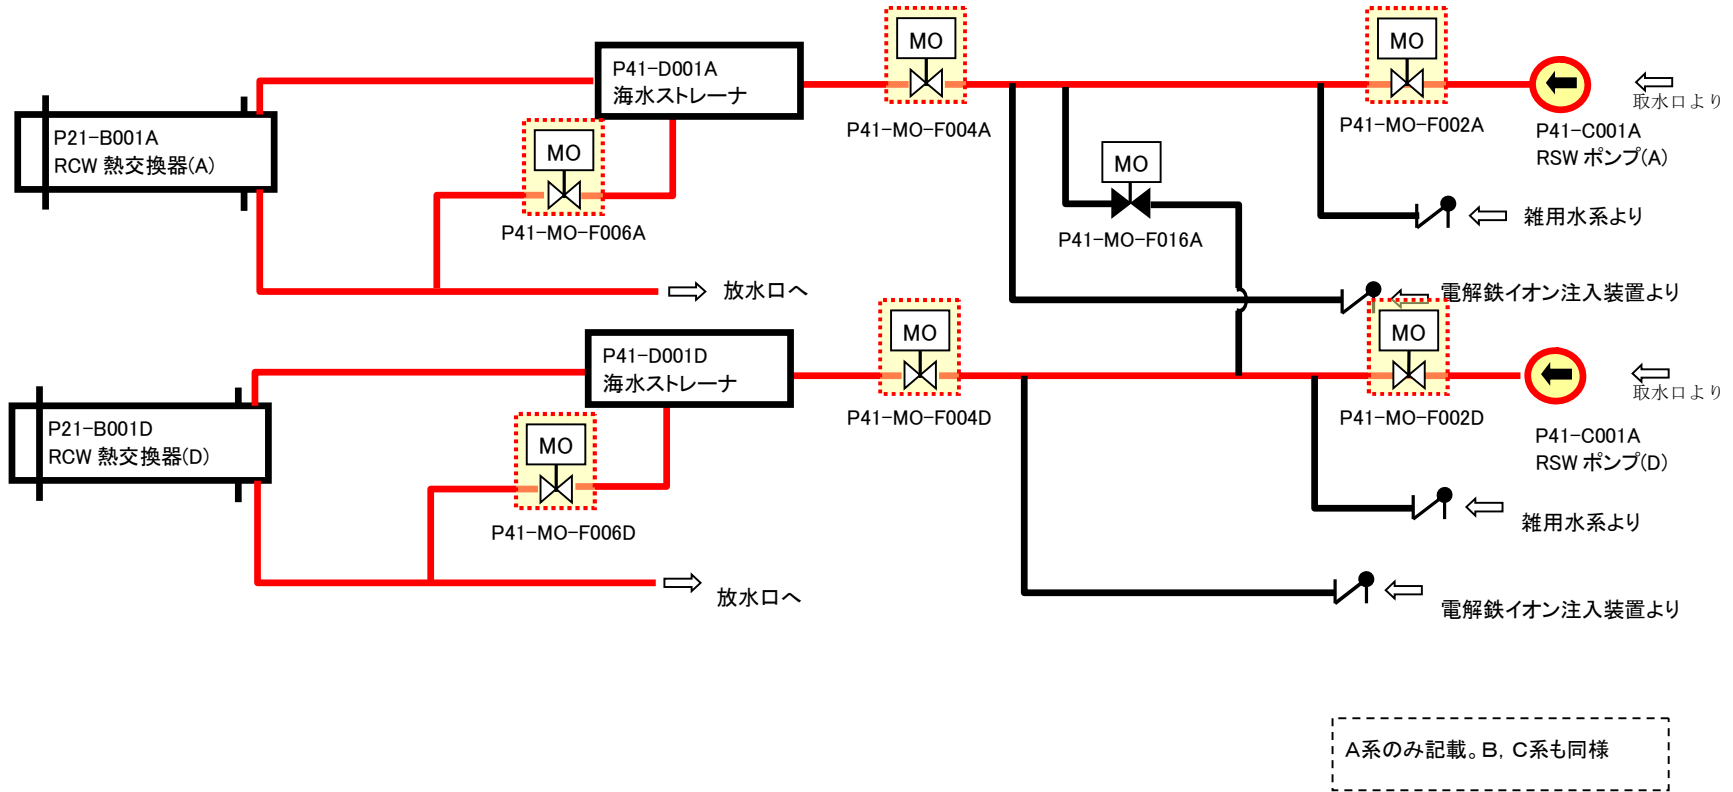 MO
MO
P41-D001A
海水ストレーナ
取水口より
P41-MO-F004A
P41-MO-F002A
P41-C001A
RSW ポンプ(A)
P21-B001A
RCW 熱交換器(A)
MO
MO
P41-MO-F006A
P41-MO-F016A
雑用水系より
放水口へ
電解鉄イオン注入装置より
MO
MO
P41-D001D
海水ストレーナ
取水口より
P41-MO-F004D
P41-MO-F002D
P41-C001A
RSW ポンプ(D)
P21-B001D
RCW 熱交換器(D)
MO
P41-MO-F006D
雑用水系より
放水口へ
電解鉄イオン注入装置より
A系のみ記載。B, C系も同様